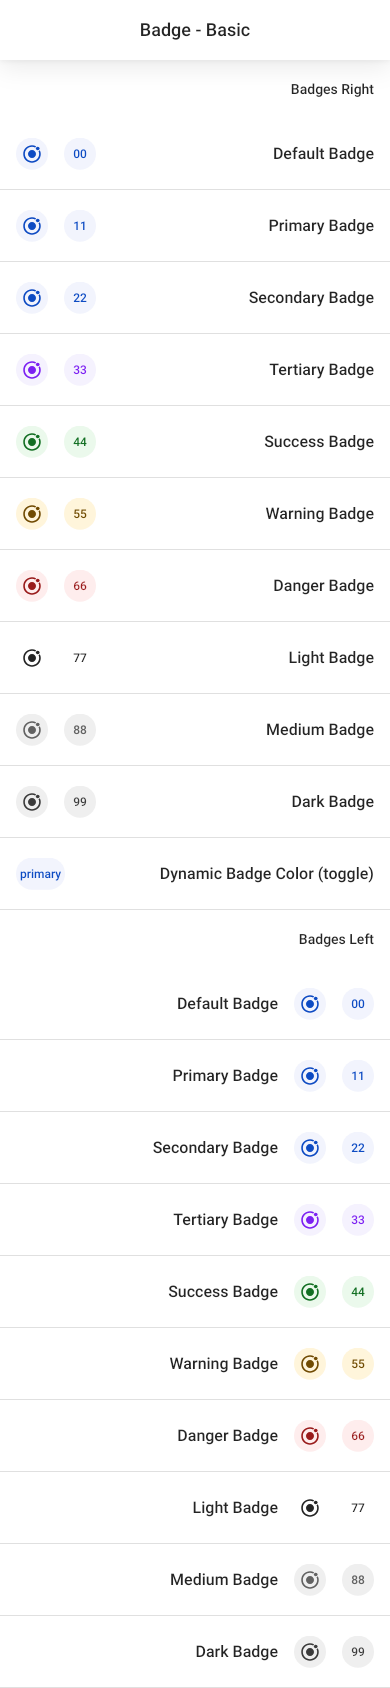 Badge - Basic
Badges Right
00 Default Badge
11 Primary Badge
22 Secondary Badge
33 Tertiary Badge
44 Success Badge
55 Warning Badge
66 Danger Badge
77 Light Badge
88 Medium Badge
99 Dark Badge
primary Dynamic Badge Color (toggle)
Badges Left
Default Badge 00
Primary Badge 11
Secondary Badge 22
Tertiary Badge 33
Success Badge 44
Warning Badge 55
Danger Badge 66
Light Badge 77
Medium Badge 88
Dark Badge 99